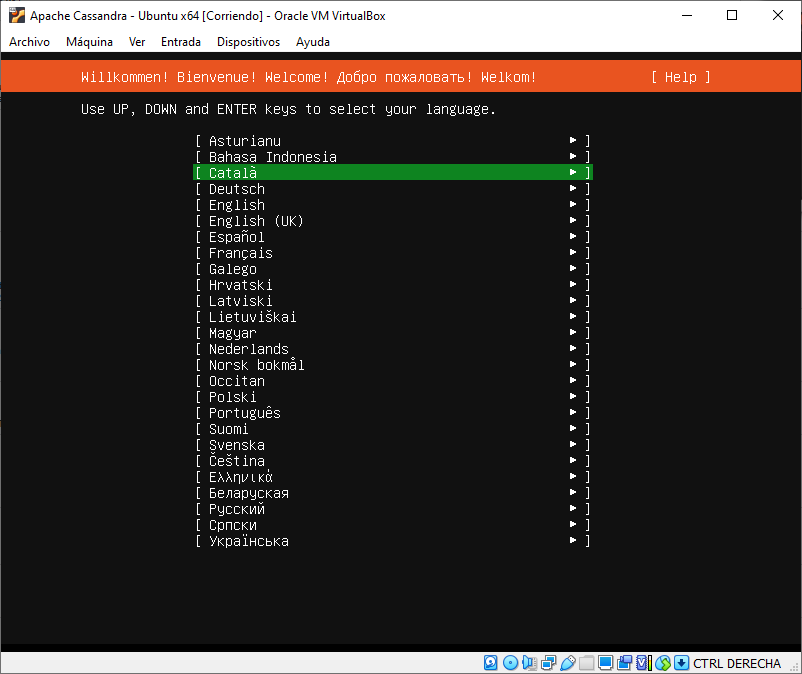 Apache Cassandra - Ubuntu x64 [Corriendo] - Oracle VM VirtualBox
Archivo Máquina Ver Entrada Dispositivos Ayuda
Willkommen! Bienvenue! Welcome! Добро пожаловать! Welkom! [ Help ]
Use UP, DOWN and ENTER keys to select your language.
[ Asturianu ▸ ]
[ Bahasa Indonesia ▸ ]
[ Català ▸ ]
[ Deutsch ▸ ]
[ English ▸ ]
[ English (UK) ▸ ]
[ Español ▸ ]
[ Français ▸ ]
[ Galego ▸ ]
[ Hrvatski ▸ ]
[ Latviski ▸ ]
[ Lietuviškai ▸ ]
[ Magyar ▸ ]
[ Nederlands ▸ ]
[ Norsk bokmål ▸ ]
[ Occitan ▸ ]
[ Polski ▸ ]
[ Português ▸ ]
[ Suomi ▸ ]
[ Svenska ▸ ]
[ Čeština ▸ ]
[ Ελληνικά ▸ ]
[ Беларуская ▸ ]
[ Русский ▸ ]
[ Српски ▸ ]
[ Українська ▸ ]
CTRL DERECHA